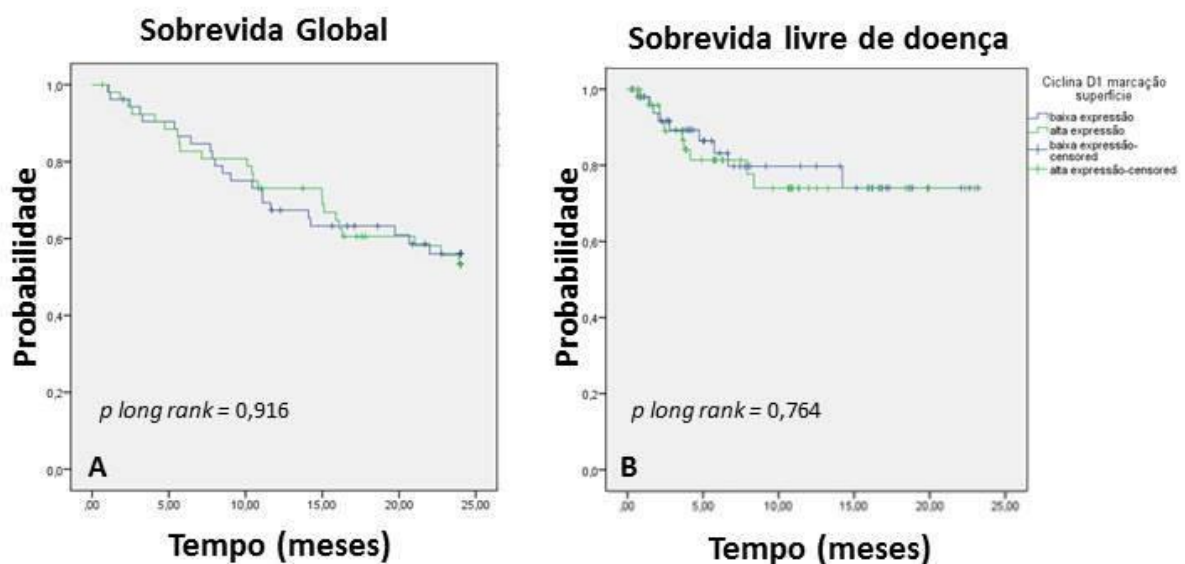 Sobrevida Global
Probabilidade
1,0
0,8
0,6
0,4
0,2
0,0
p long rank = 0,916
A
,00 5,00 10,00 15,00 20,00 25,00
Tempo (meses)
Sobrevida livre de doença
Probabilidade
1,0
0,8
0,6
0,4
0,2
0,0
p long rank = 0,764
B
,00 5,00 10,00 15,00 20,00 25,00
Tempo (meses)
Ciclina D1 marcação
superfície
baixa expressão
alta expressão
baixa expressão-
censored
alta expressão-censored